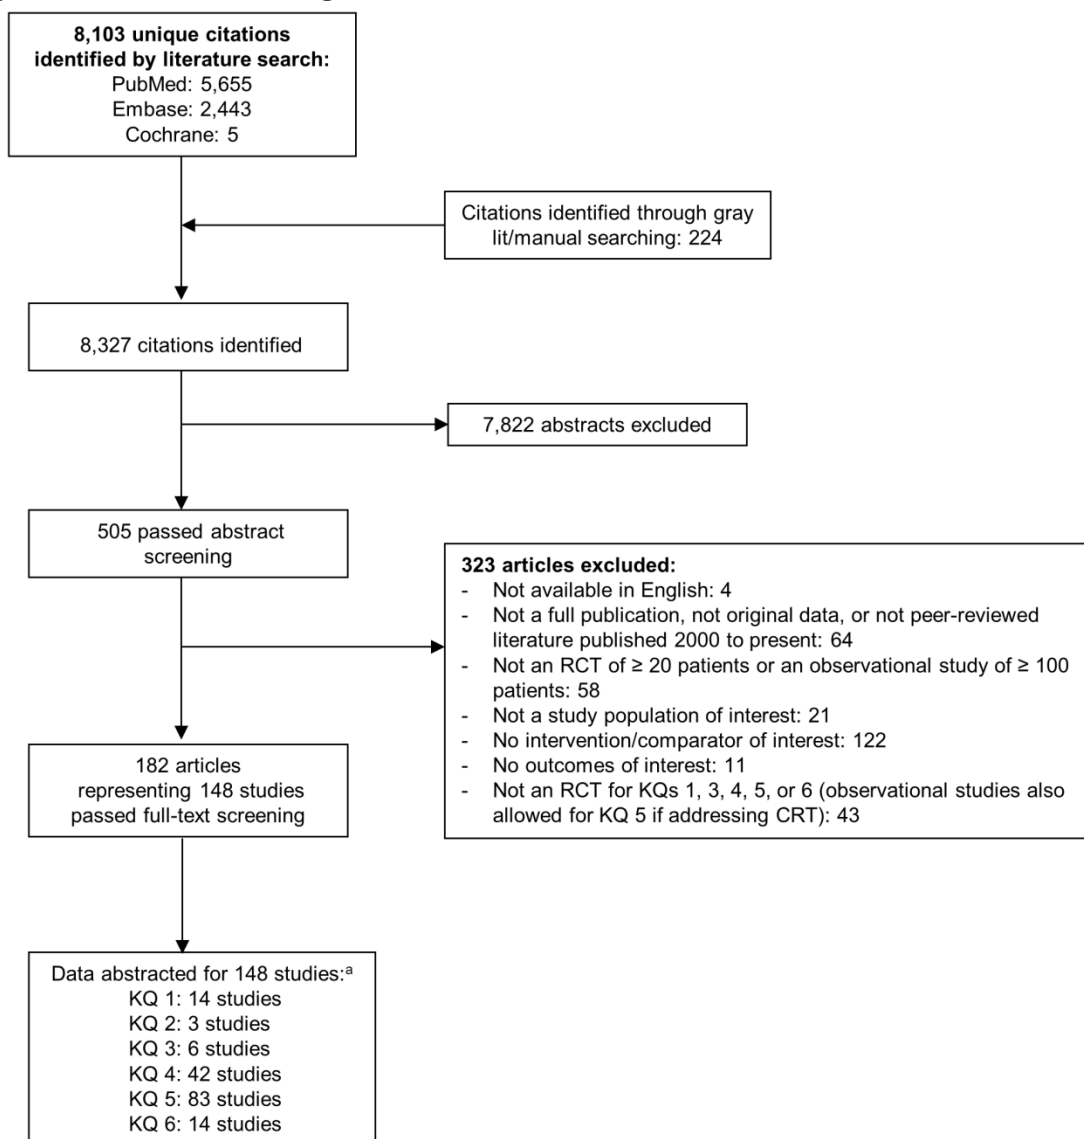 8,103 unique citations
identified by literature search:
PubMed: 5,655
Embase: 2,443
Cochrane: 5
Citations identified through gray
lit/manual searching: 224
8,327 citations identified
7,822 abstracts excluded
505 passed abstract
screening
323 articles excluded:
- Not available in English: 4
- Not a full publication, not original data, or not peer-reviewed
literature published 2000 to present: 64
- Not an RCT of ≥ 20 patients or an observational study of ≥ 100
patients: 58
- Not a study population of interest: 21
- No intervention/comparator of interest: 122
- No outcomes of interest: 11
- Not an RCT for KQs 1, 3, 4, 5, or 6 (observational studies also
allowed for KQ 5 if addressing CRT): 43
182 articles
representing 148 studies
passed full-text screening
Data abstracted for 148 studies:ᵃ
KQ 1: 14 studies
KQ 2: 3 studies
KQ 3: 6 studies
KQ 4: 42 studies
KQ 5: 83 studies
KQ 6: 14 studies